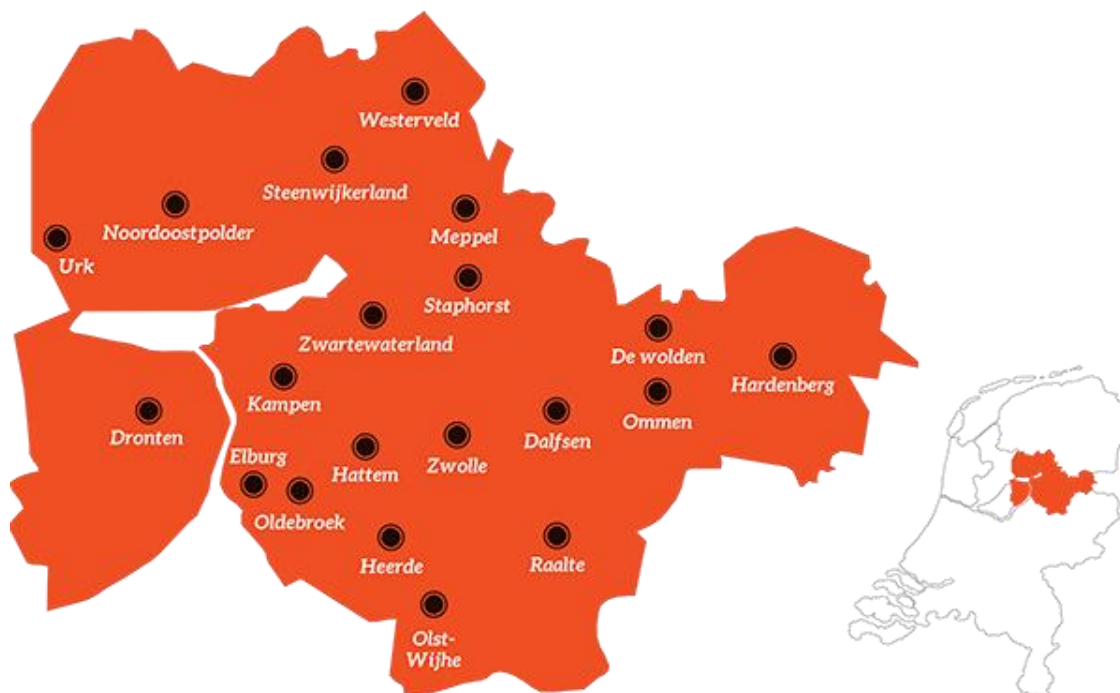 Westerveld
Steenwijkerland
Noordoostpolder
Meppel
Urk
Staphorst
Zwartewaterland
De wolden
Hardenberg
Kampen
Ommen
Dronten
Dalfsen
Elburg
Hattem
Zwolle
Oldebroek
Heerde
Raalte
Olst-
Wijhe